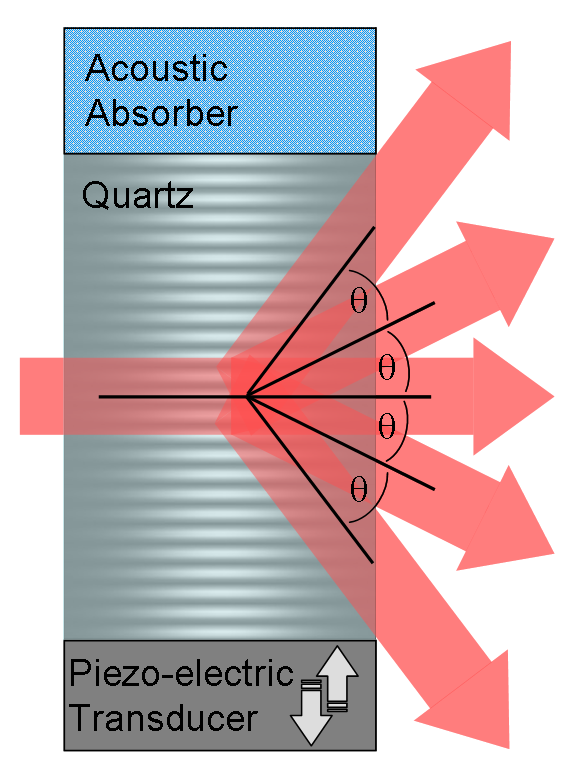 Acoustic
Absorber
Quartz
θ
θ
θ
θ
Piezo-electric
Transducer